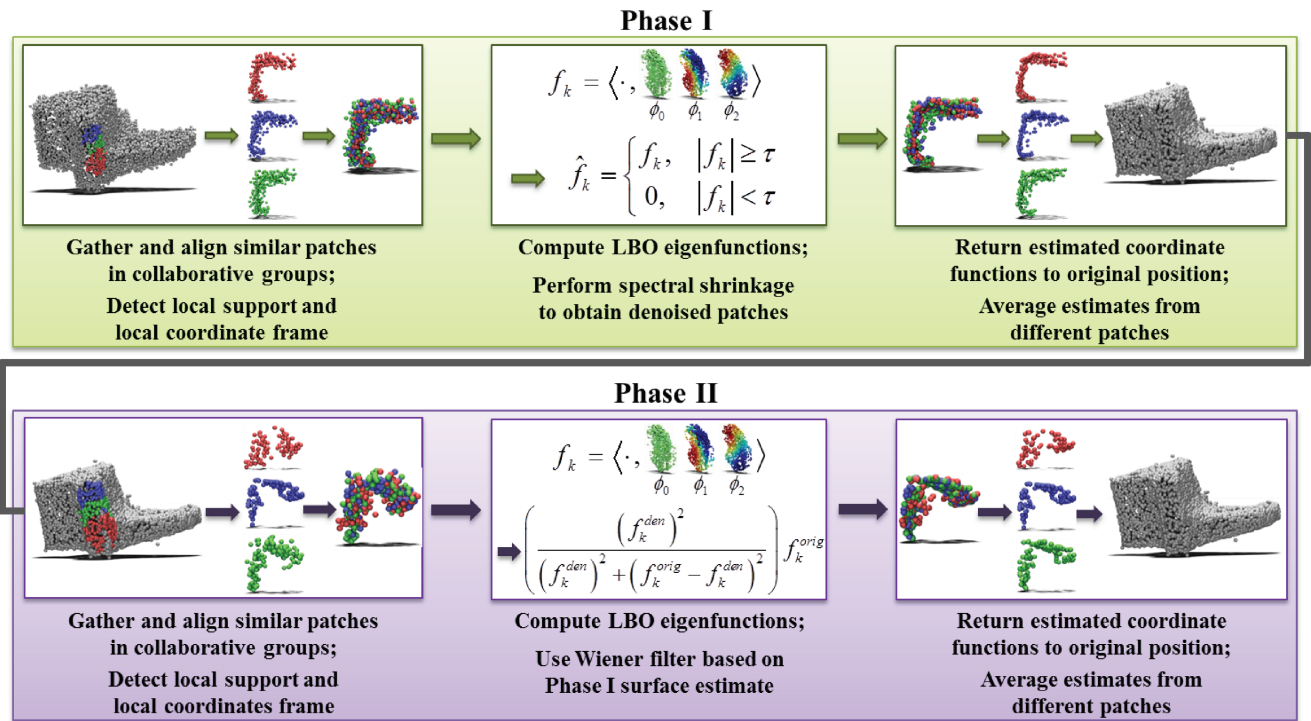 Phase I
f_k = ⟨·, ϕ_0 ϕ_1 ϕ_2⟩
f̂_k = { f_k, |f_k| ≥ τ
0, |f_k| < τ
Gather and align similar patches
in collaborative groups;
Detect local support and
local coordinate frame
Compute LBO eigenfunctions;
Perform spectral shrinkage
to obtain denoised patches
Return estimated coordinate
functions to original position;
Average estimates from
different patches
Phase II
f_k = ⟨·, ϕ_0 ϕ_1 ϕ_2⟩
( (f_k^{den})^2 / ( (f_k^{den})^2 + (f_k^{orig} − f_k^{den})^2 ) ) f_k^{orig}
Gather and align similar patches
in collaborative groups;
Detect local support and
local coordinates frame
Compute LBO eigenfunctions;
Use Wiener filter based on
Phase I surface estimate
Return estimated coordinate
functions to original position;
Average estimates from
different patches